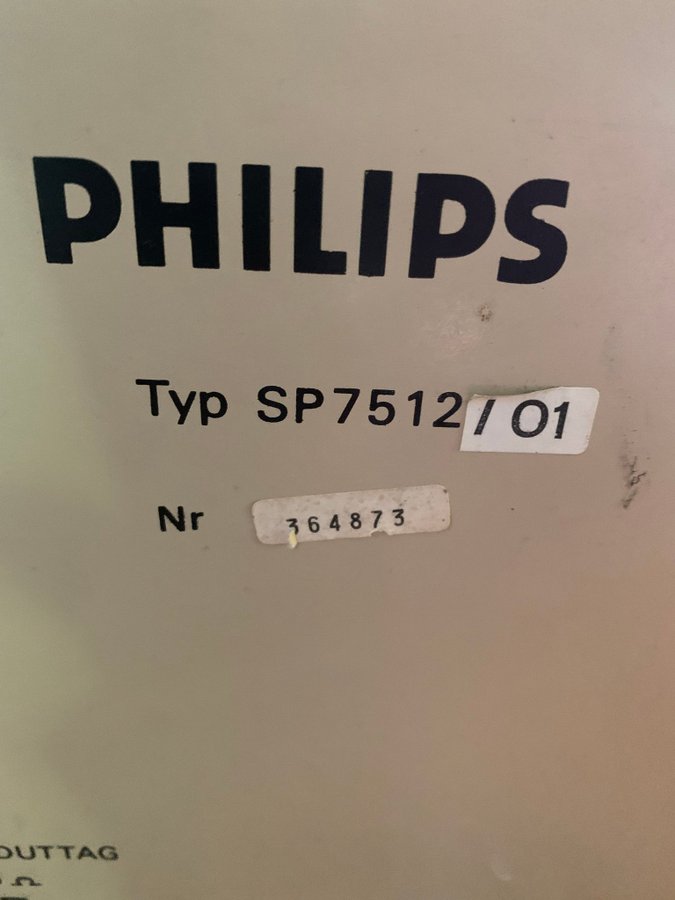 PHILIPS
Typ SP7512/01
Nr 364873
OUTTAG
Ω